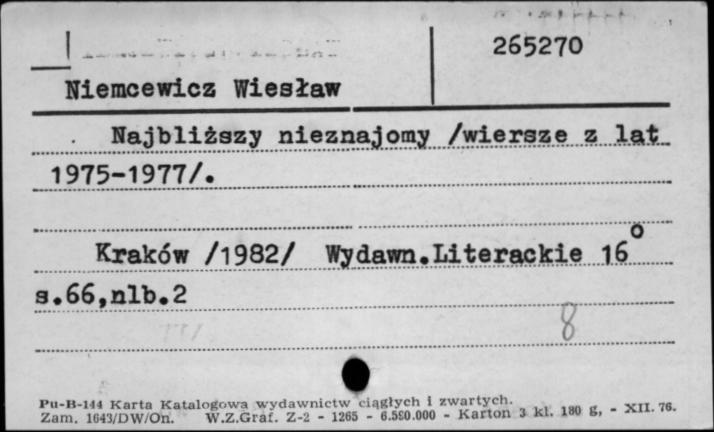 265270
Niemcewicz Wiesław
Najbliższy nieznajomy /wiersze z lat
1975-1977/.
Kraków /1982/ Wydawn.Literackie 16°
s.66,nlb.2
8
Pu-B-144 Karta Katalogowa wydawnictw ciągłych i zwartych.
Zam. 1643/DW/On. W.Z.Graf. Z-2 - 1265 - 6.590.000 - Karton 3 kl. 180 g, - XII. 76.